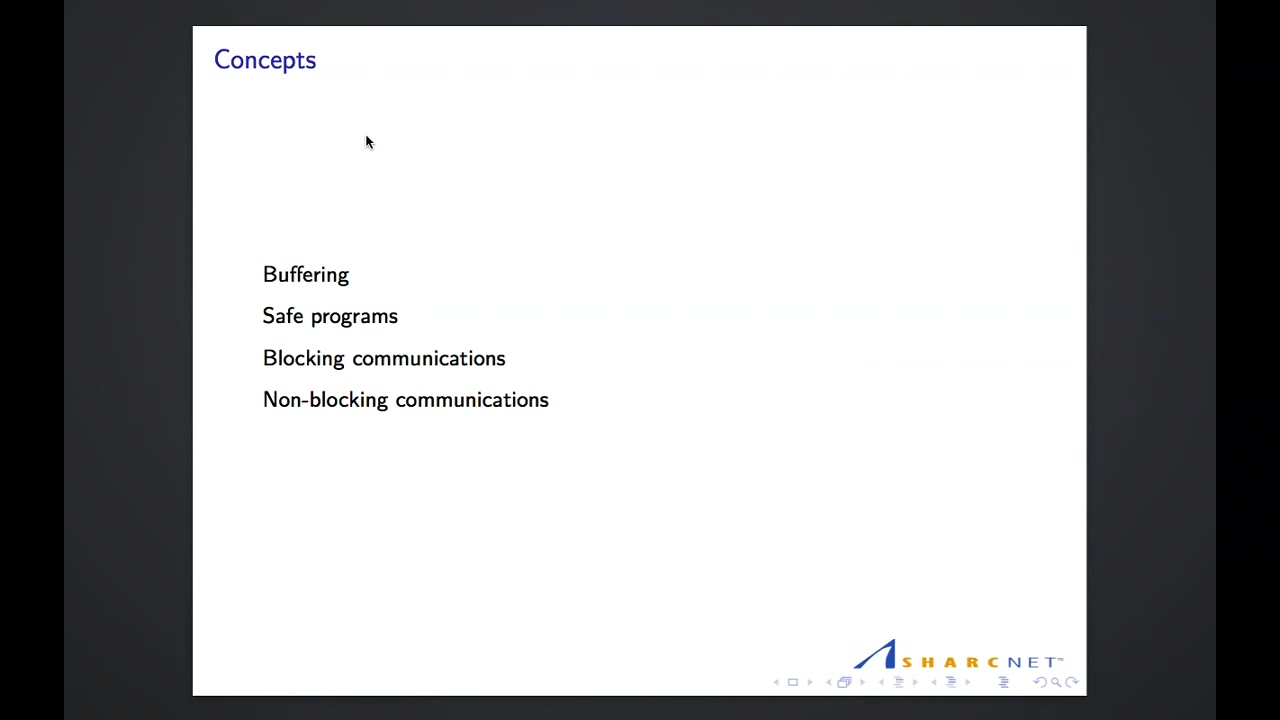 Concepts
Buffering
Safe programs
Blocking communications
Non-blocking communications
SHARCNET™